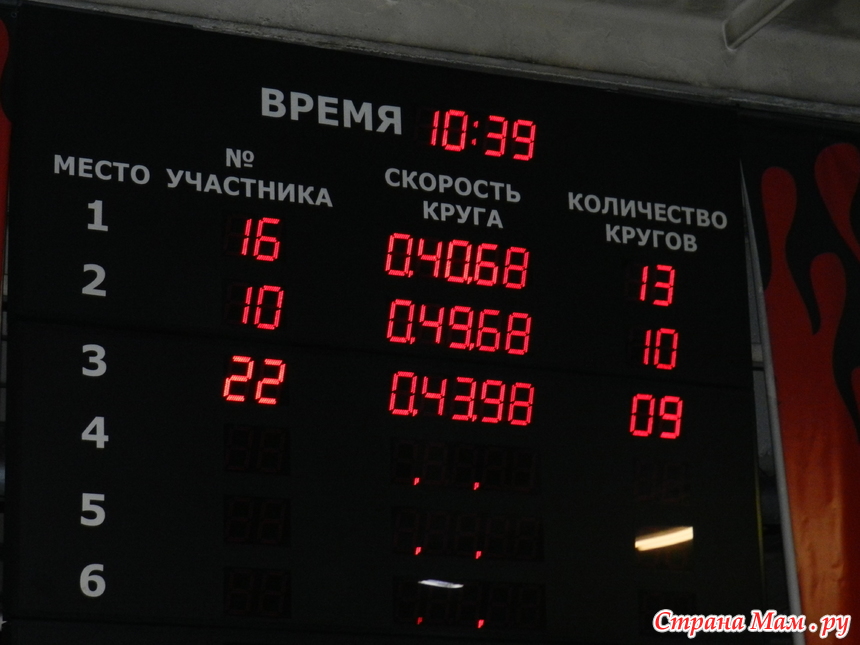 ВРЕМЯ 10:39
МЕСТО № УЧАСТНИКА СКОРОСТЬ КРУГА КОЛИЧЕСТВО КРУГОВ
1 16 0,40,68 13
2 10 0,49,68 10
3 22 0,43,98 09
4 , ,
5 , ,
6 , ,
Страна Мам.ру